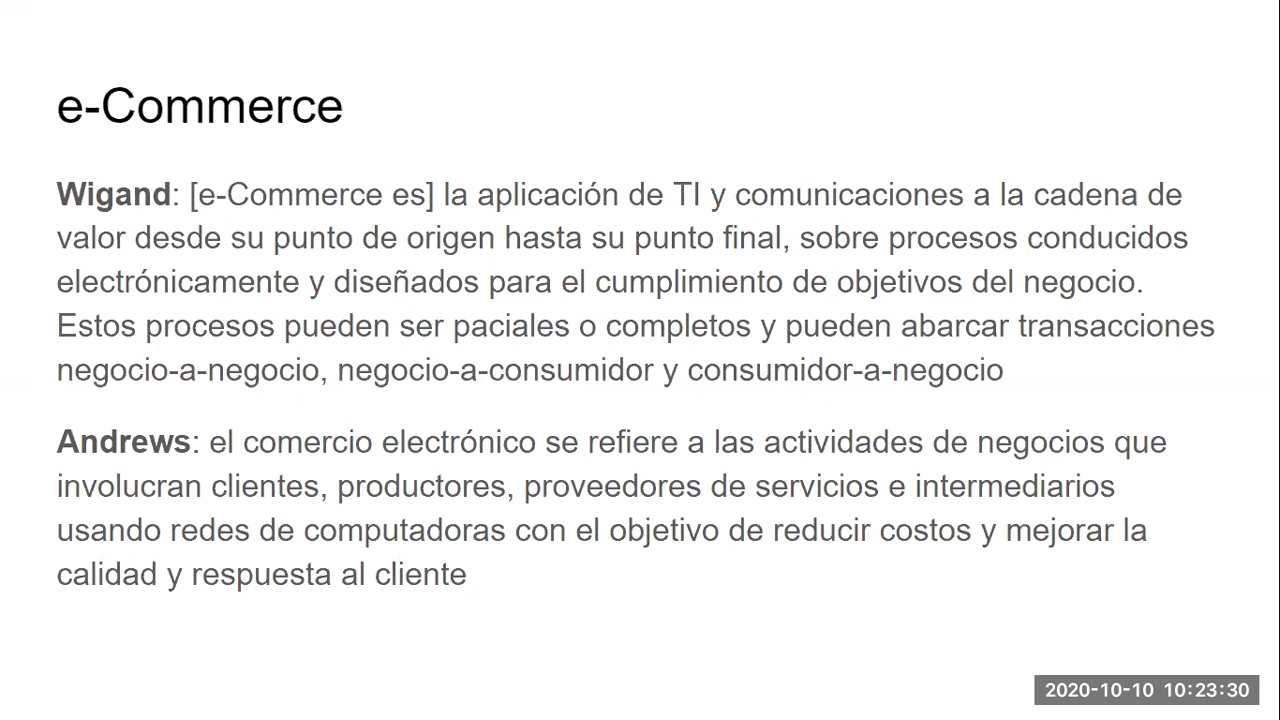 e-Commerce
Wigand: [e-Commerce es] la aplicación de TI y comunicaciones a la cadena de
valor desde su punto de origen hasta su punto final, sobre procesos conducidos
electrónicamente y diseñados para el cumplimiento de objetivos del negocio.
Estos procesos pueden ser paciales o completos y pueden abarcar transacciones
negocio-a-negocio, negocio-a-consumidor y consumidor-a-negocio
Andrews: el comercio electrónico se refiere a las actividades de negocios que
involucran clientes, productores, proveedores de servicios e intermediarios
usando redes de computadoras con el objetivo de reducir costos y mejorar la
calidad y respuesta al cliente
2020-10-10 10:23:30